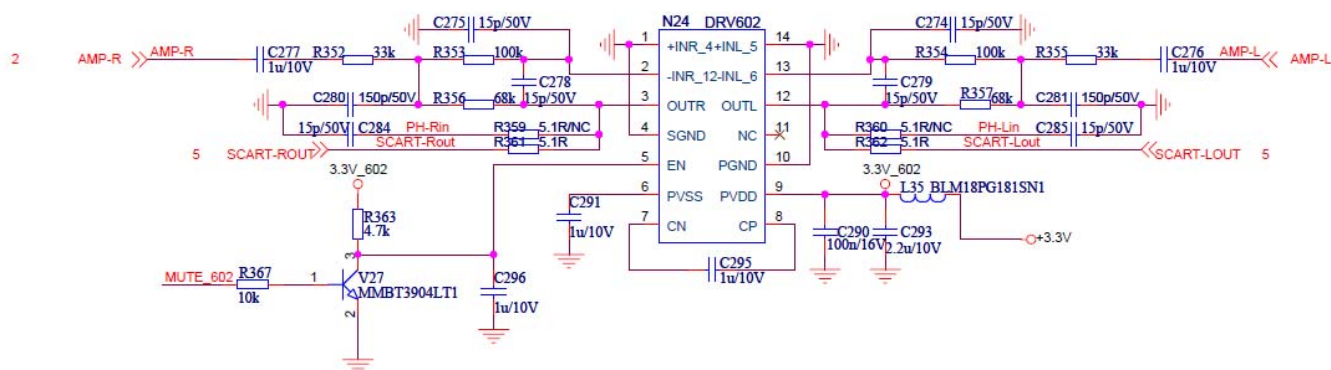 C275 15p/50V
N24 DRV602
C274 15p/50V
1 +INR_4 +INL_5 14
2 AMP-R AMP-R C277 1u/10V R352 33k R353 100k
R354 100k R355 33k C276 1u/10V AMP-L AMP-L
2 -INR_12 -INL_6 13
C278 15p/50V
C279 15p/50V
C280 150p/50V R356 68k
3 OUTR OUTL 12
R357 68k C281 150p/50V
15p/50V C284 PH-Rin R359 5.1R/NC
4 SGND NC 11
R360 5.1R/NC PH-Lin C285 15p/50V
5 SCART-ROUT SCART-Rout R361 5.1R
R362 5.1R SCART-Lout SCART-LOUT 5
5 EN PGND 10
3.3V_602
3.3V_602
6 PVSS PVDD 9
L35 BLM18PG181SN1
R363 4.7k
C291 1u/10V
7 CN CP 8
C290 100n/16V
C293 2.2u/10V
+3.3V
C295 1u/10V
MUTE_602 R367 10k
1
3
2
V27
MMBT3904LT1
C296 1u/10V